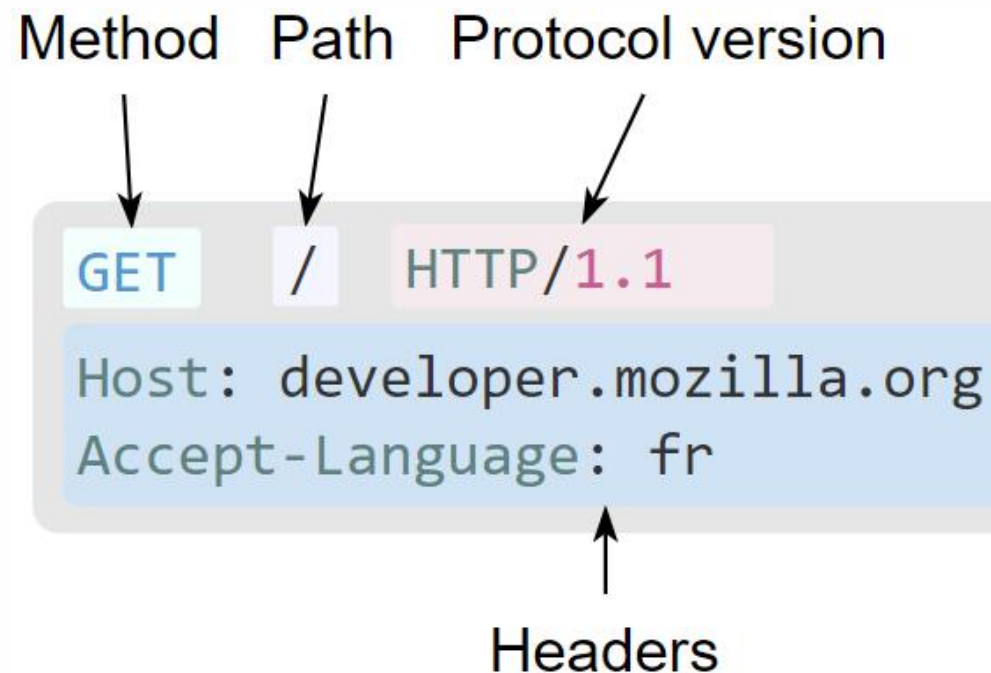 Method Path Protocol version
GET / HTTP/1.1
Host: developer.mozilla.org
Accept-Language: fr
Headers